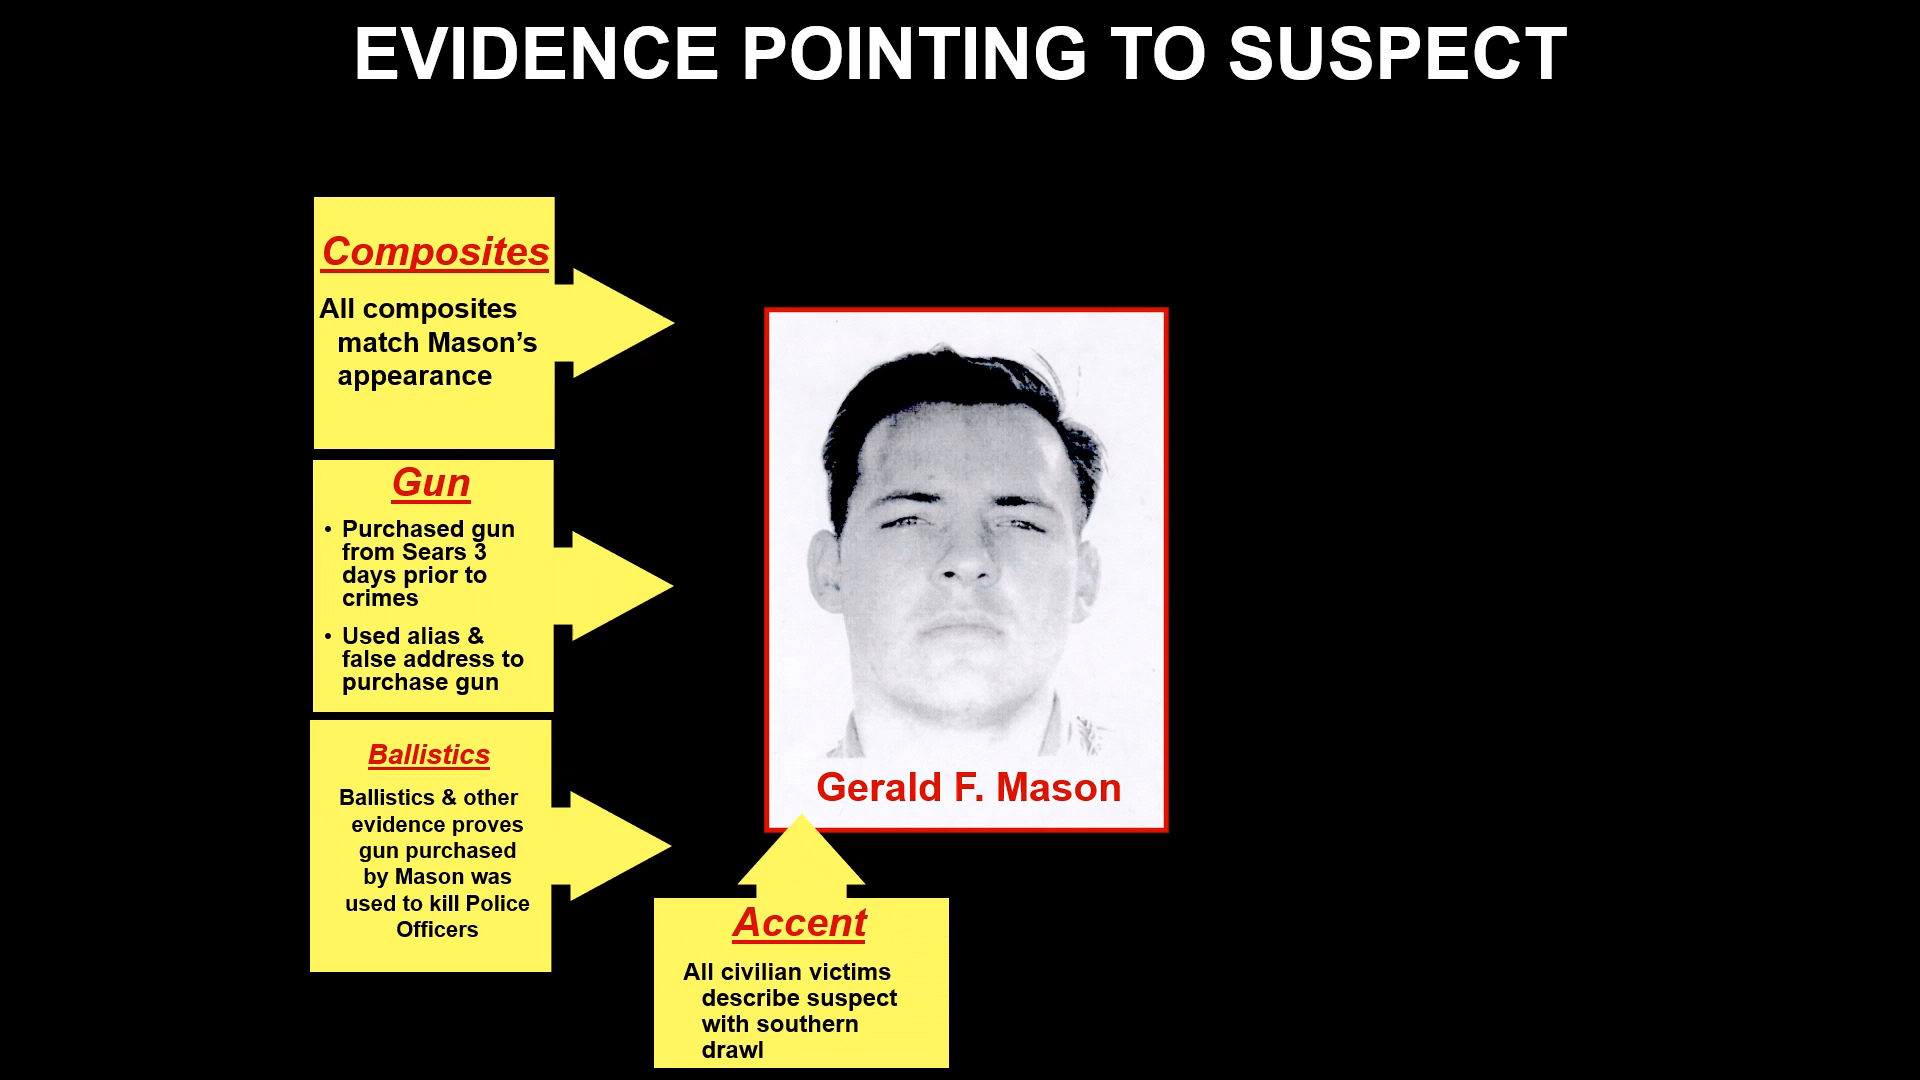 EVIDENCE POINTING TO SUSPECT
Composites
All composites
match Mason’s
appearance
Gun
• Purchased gun
from Sears 3
days prior to
crimes
• Used alias &
false address to
purchase gun
Ballistics
Ballistics & other
evidence proves
gun purchased
by Mason was
used to kill Police
Officers
Gerald F. Mason
Accent
All civilian victims
describe suspect
with southern
drawl